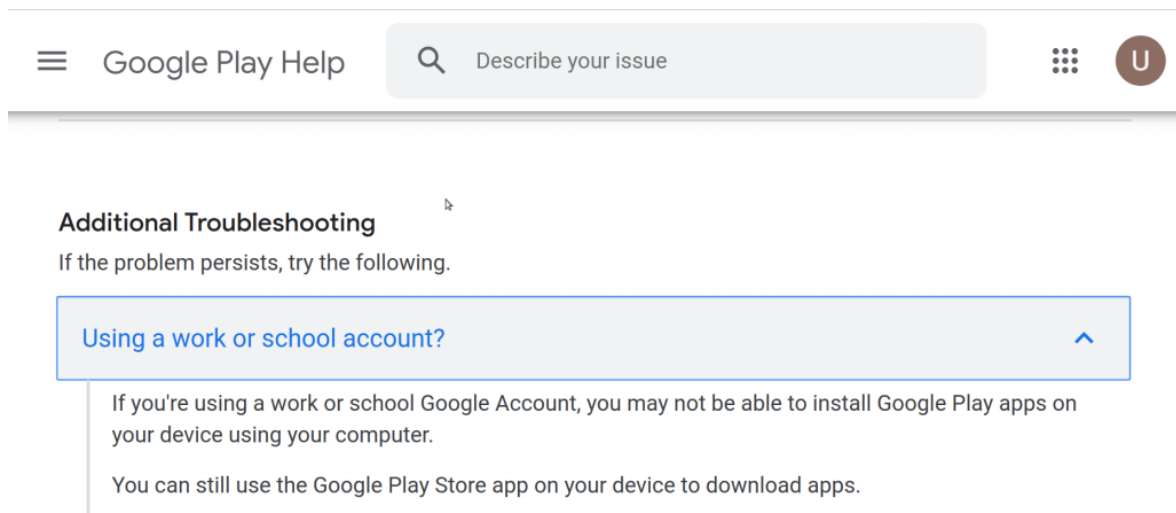 Google Play Help
Describe your issue
U
Additional Troubleshooting
If the problem persists, try the following.
Using a work or school account?
If you're using a work or school Google Account, you may not be able to install Google Play apps on
your device using your computer.
You can still use the Google Play Store app on your device to download apps.